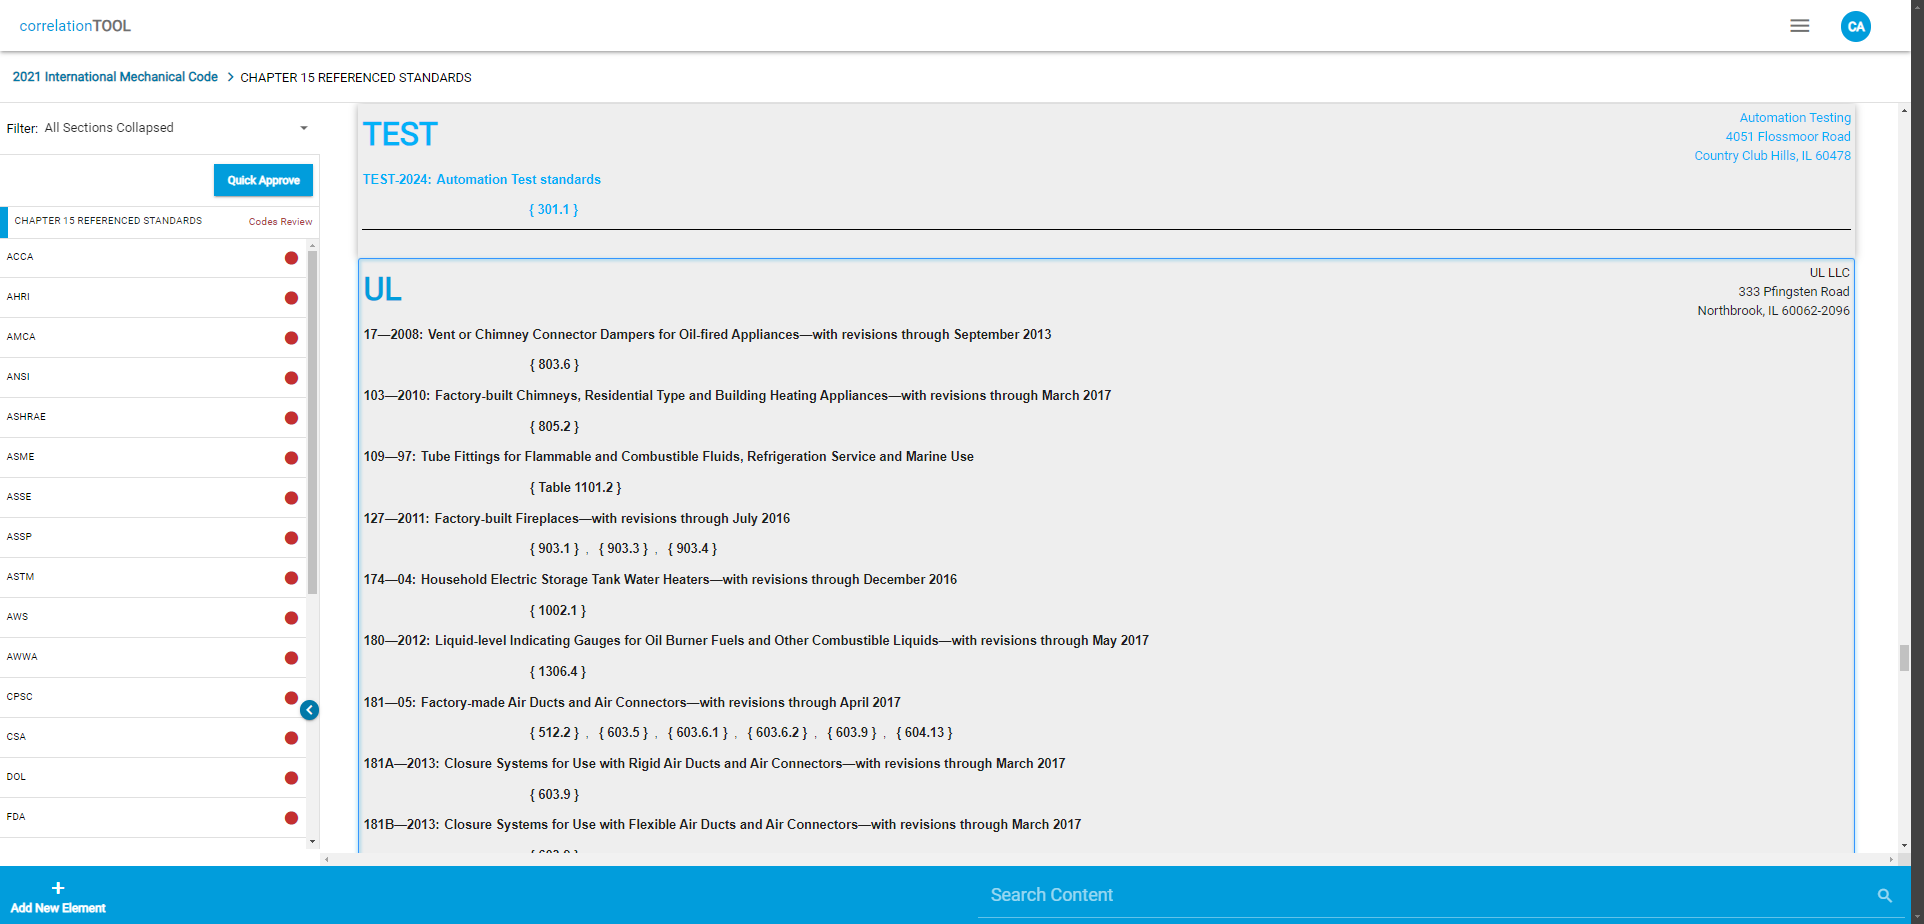 correlationTOOL
CA
2021 International Mechanical Code > CHAPTER 15 REFERENCED STANDARDS
Filter: All Sections Collapsed
Quick Approve
CHAPTER 15 REFERENCED STANDARDS Codes Review
ACCA
AHRI
AMCA
ANSI
ASHRAE
ASME
ASSE
ASSP
ASTM
AWS
AWWA
CPSC
CSA
DOL
FDA
TEST
Automation Testing
4051 Flossmoor Road
Country Club Hills, IL 60478
TEST-2024: Automation Test standards
{ 301.1 }
UL
UL LLC
333 Pfingsten Road
Northbrook, IL 60062-2096
17—2008: Vent or Chimney Connector Dampers for Oil-fired Appliances—with revisions through September 2013
{ 803.6 }
103—2010: Factory-built Chimneys, Residential Type and Building Heating Appliances—with revisions through March 2017
{ 805.2 }
109—97: Tube Fittings for Flammable and Combustible Fluids, Refrigeration Service and Marine Use
{ Table 1101.2 }
127—2011: Factory-built Fireplaces—with revisions through July 2016
{ 903.1 } , { 903.3 } , { 903.4 }
174—04: Household Electric Storage Tank Water Heaters—with revisions through December 2016
{ 1002.1 }
180—2012: Liquid-level Indicating Gauges for Oil Burner Fuels and Other Combustible Liquids—with revisions through May 2017
{ 1306.4 }
181—05: Factory-made Air Ducts and Air Connectors—with revisions through April 2017
{ 512.2 } , { 603.5 } , { 603.6.1 } , { 603.6.2 } , { 603.9 } , { 604.13 }
181A—2013: Closure Systems for Use with Rigid Air Ducts and Air Connectors—with revisions through March 2017
{ 603.9 }
181B—2013: Closure Systems for Use with Flexible Air Ducts and Air Connectors—with revisions through March 2017
+
Add New Element
Search Content